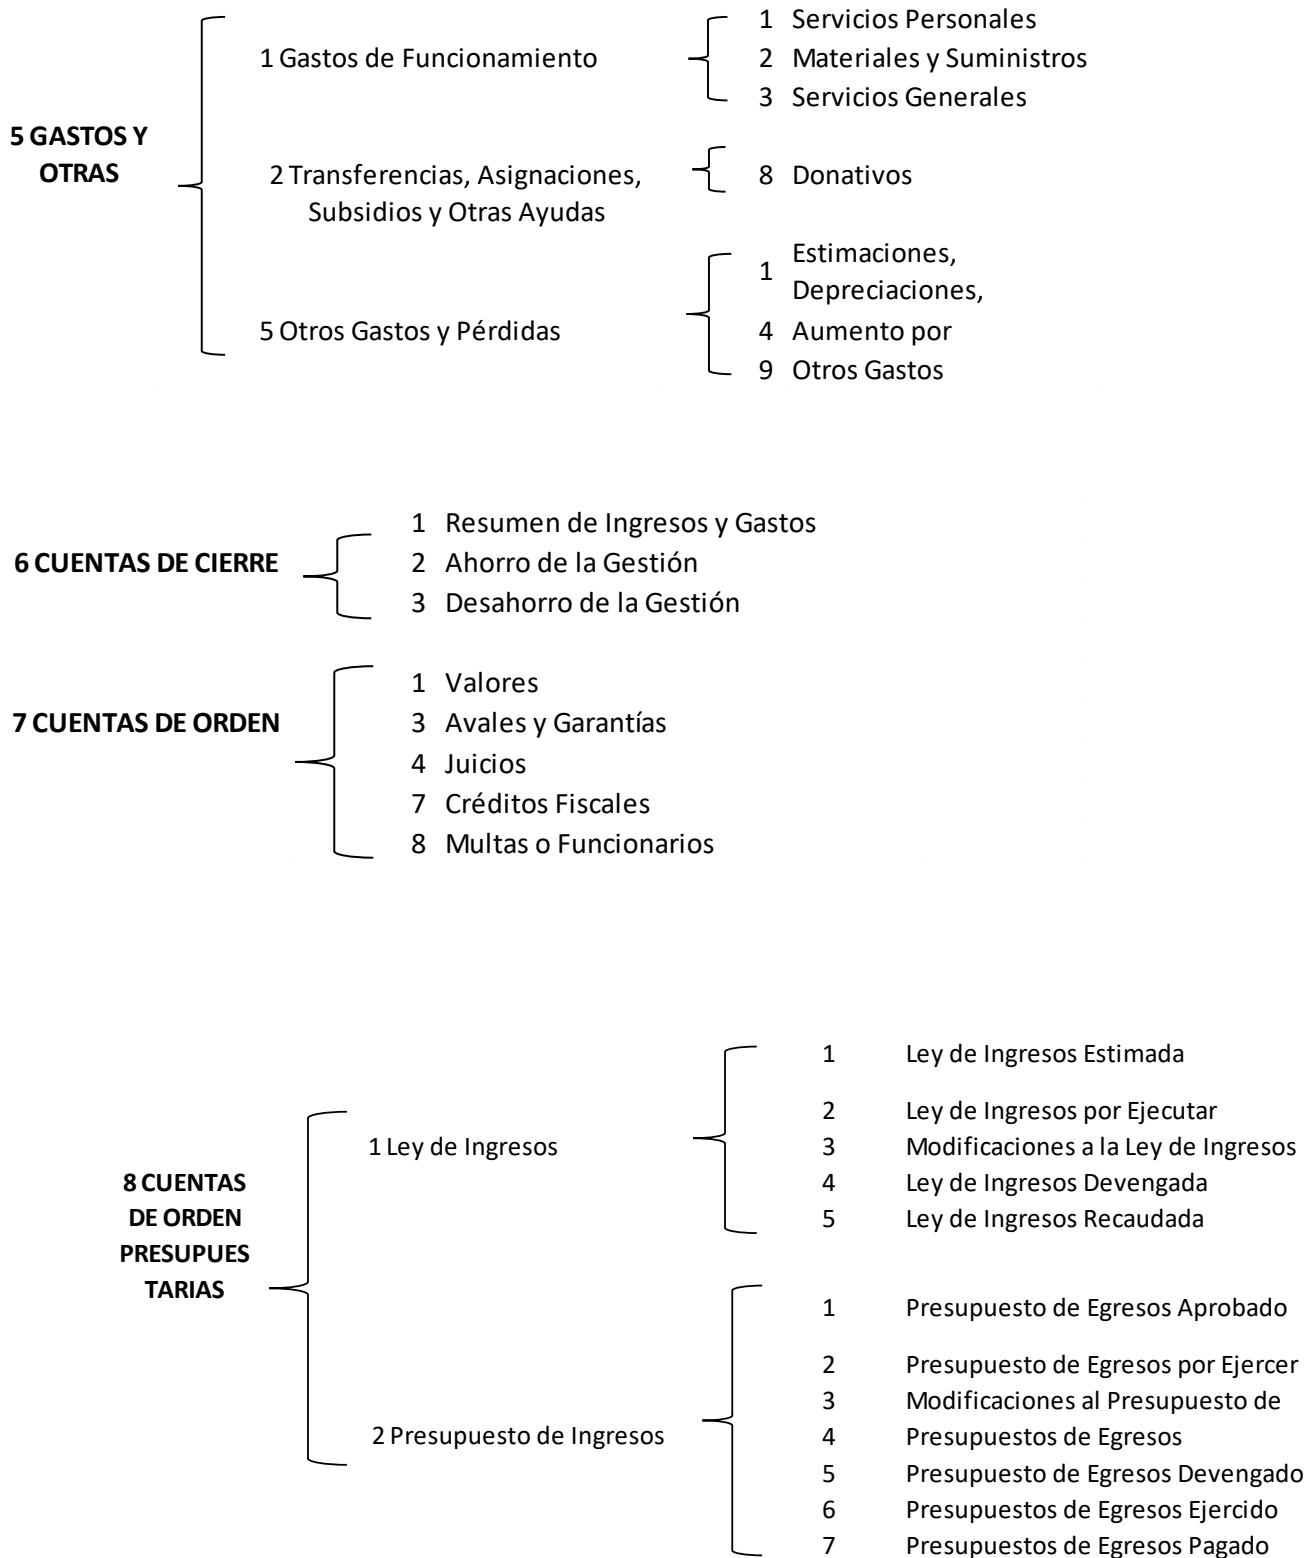 5 GASTOS Y
OTRAS
1 Gastos de Funcionamiento
1 Servicios Personales
2 Materiales y Suministros
3 Servicios Generales
2 Transferencias, Asignaciones,
Subsidios y Otras Ayudas
8 Donativos
5 Otros Gastos y Pérdidas
1 Estimaciones,
Depreciaciones,
4 Aumento por
9 Otros Gastos
6 CUENTAS DE CIERRE
1 Resumen de Ingresos y Gastos
2 Ahorro de la Gestión
3 Desahorro de la Gestión
7 CUENTAS DE ORDEN
1 Valores
3 Avales y Garantías
4 Juicios
7 Créditos Fiscales
8 Multas o Funcionarios
8 CUENTAS
DE ORDEN
PRESUPUES
TARIAS
1 Ley de Ingresos
1 Ley de Ingresos Estimada
2 Ley de Ingresos por Ejecutar
3 Modificaciones a la Ley de Ingresos
4 Ley de Ingresos Devengada
5 Ley de Ingresos Recaudada
2 Presupuesto de Ingresos
1 Presupuesto de Egresos Aprobado
2 Presupuesto de Egresos por Ejercer
3 Modificaciones al Presupuesto de
4 Presupuestos de Egresos
5 Presupuesto de Egresos Devengado
6 Presupuestos de Egresos Ejercido
7 Presupuestos de Egresos Pagado